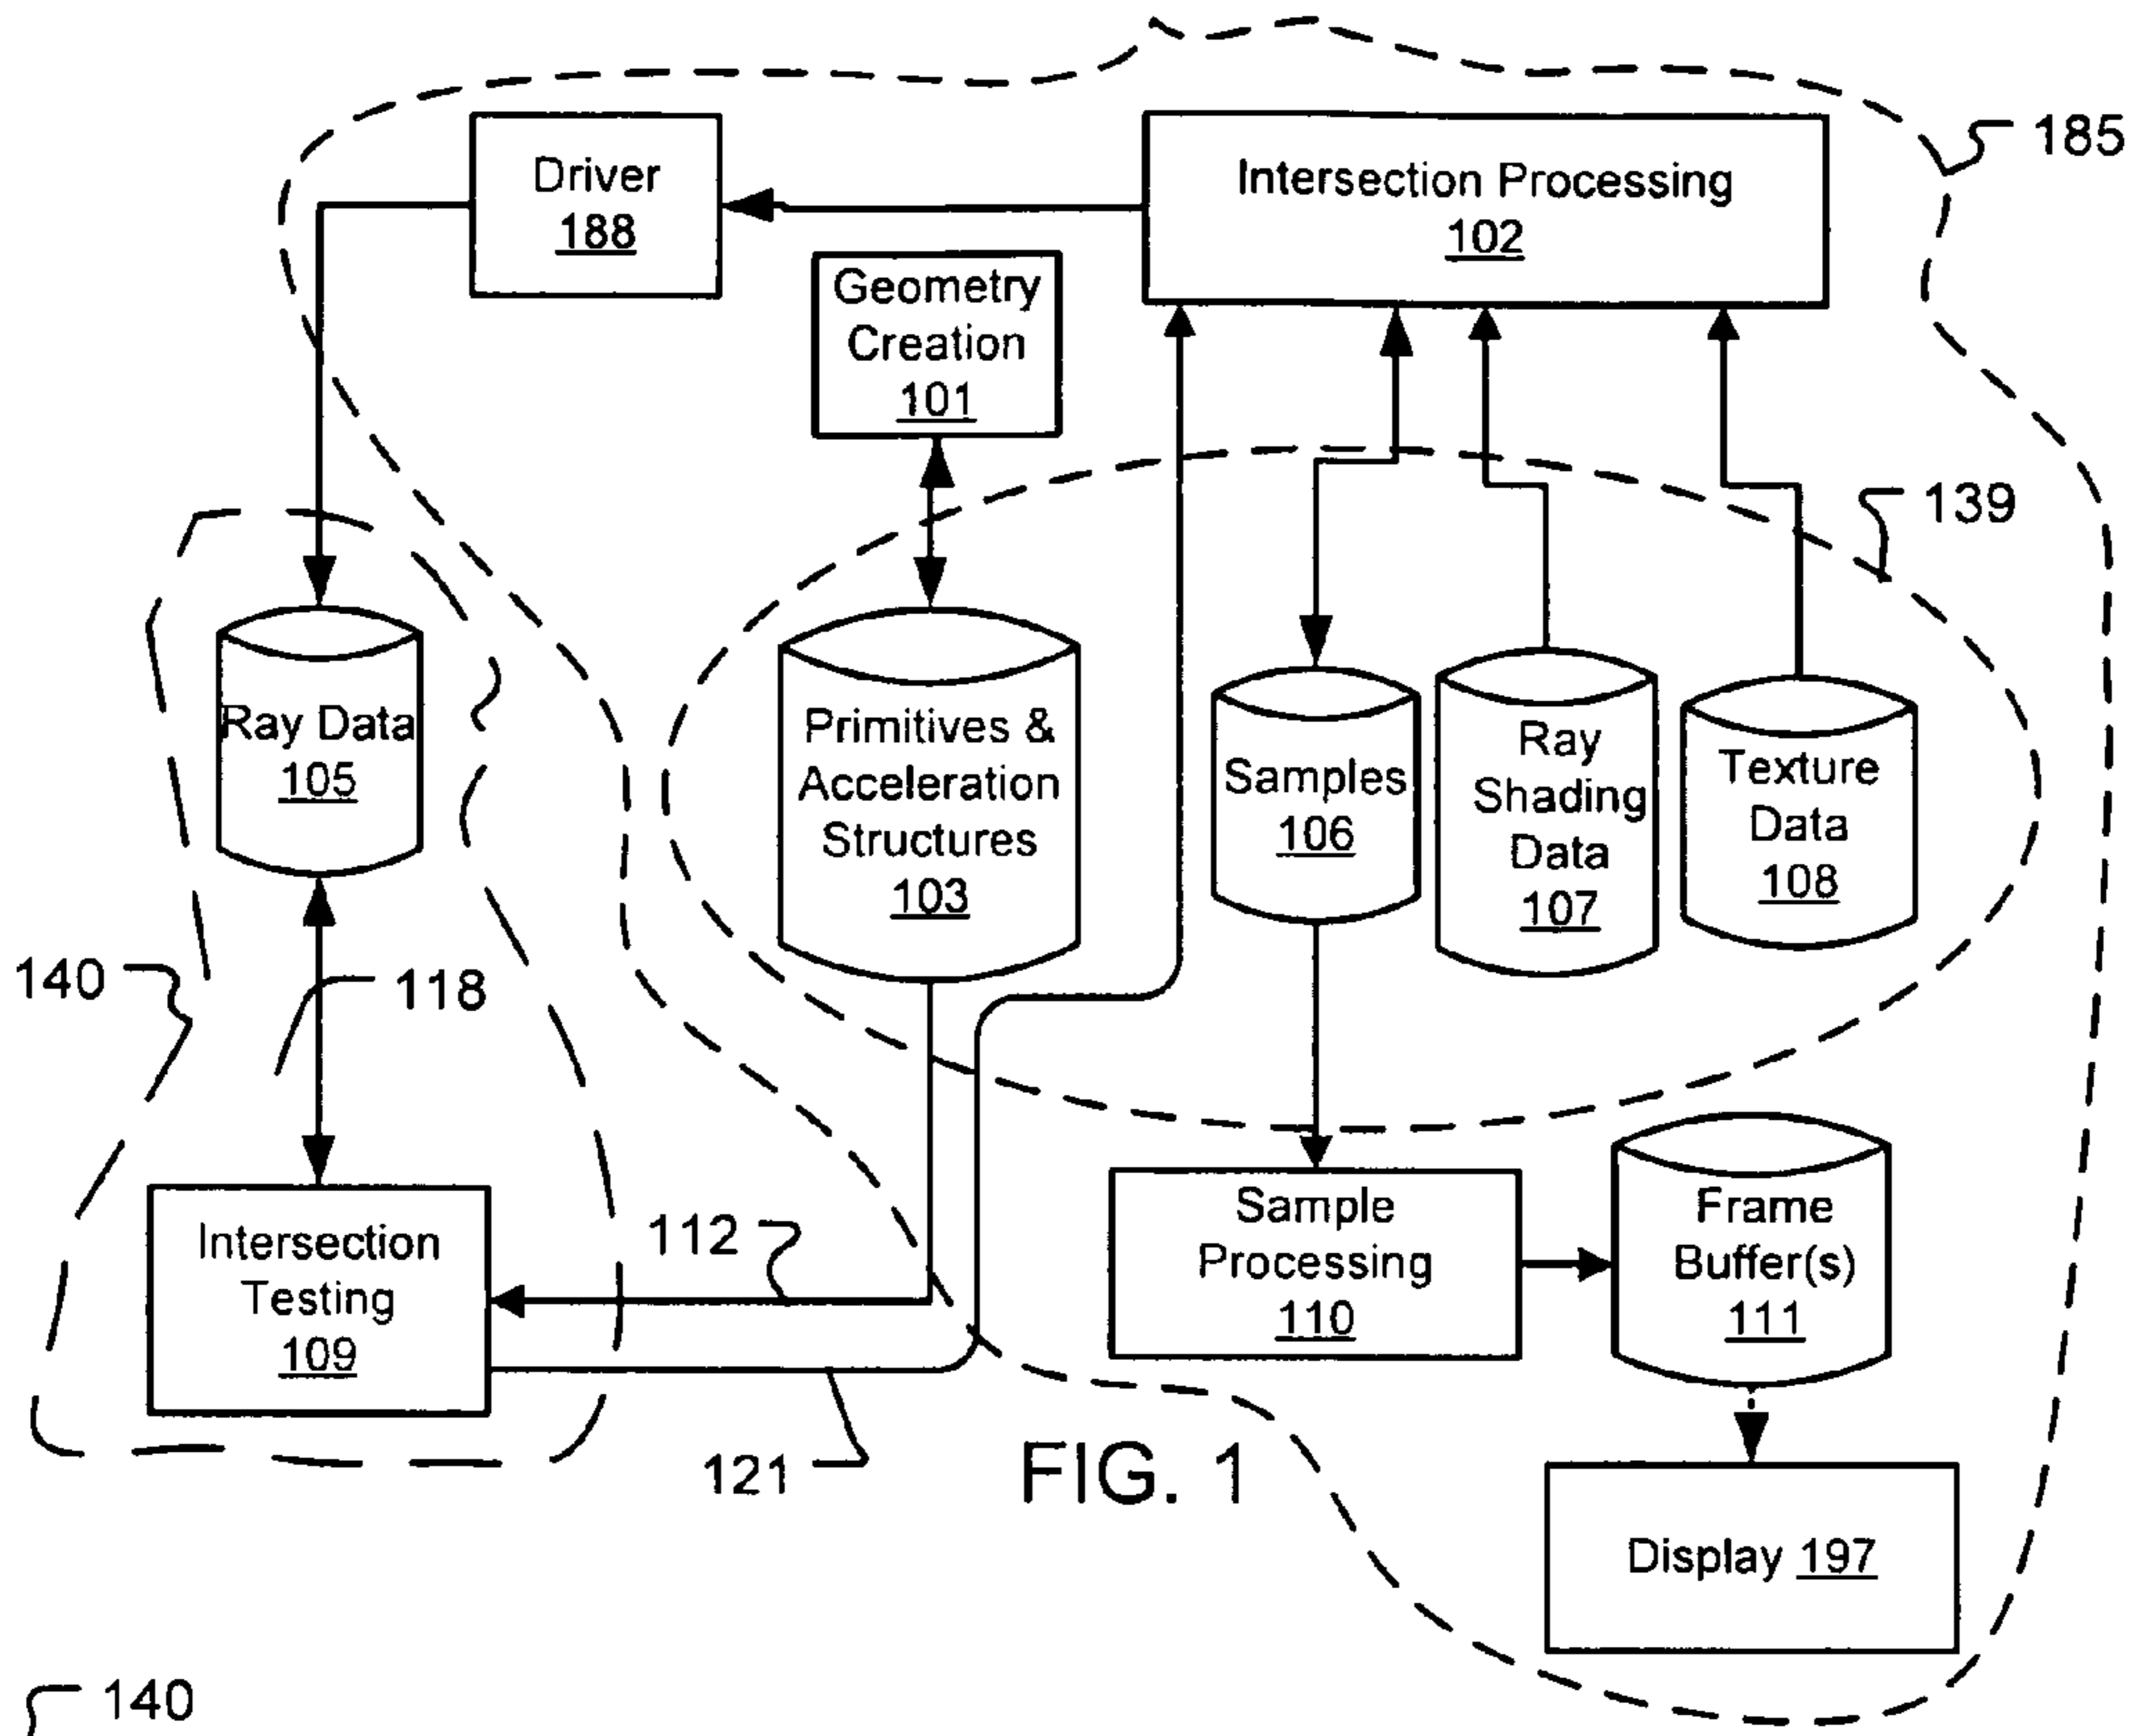 185
Driver
188
Intersection Processing
102
Geometry
Creation
101
139
Ray Data
105
Primitives &
Acceleration
Structures
103
Samples
106
Ray
Shading
Data
107
Texture
Data
108
140
118
Intersection
Testing
109
112
121
Sample
Processing
110
Frame
Buffer(s)
111
FIG. 1
Display 197
140